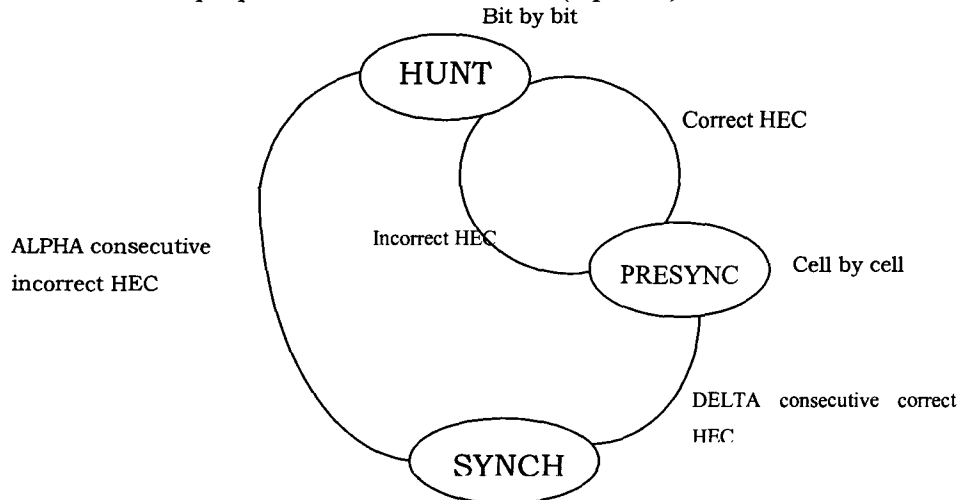 Bit by bit
HUNT
Correct HEC
Incorrect HEC
ALPHA consecutive
incorrect HEC
PRESYNC
Cell by cell
DELTA consecutive correct
HEC
SYNCH